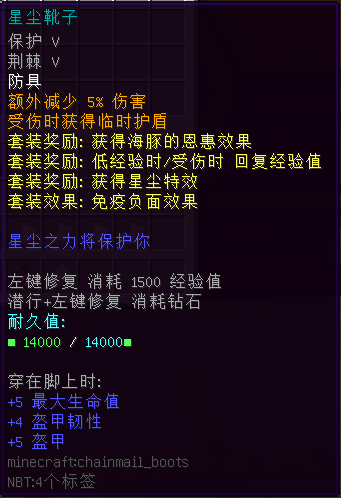 星尘靴子
保护 V
荆棘 V
防具
额外减少 5% 伤害
受伤时获得临时护盾
套装奖励: 获得海豚的恩惠效果
套装奖励: 低经验时/受伤时 回复经验值
套装奖励: 获得星尘特效
套装效果: 免疫负面效果
星尘之力将保护你
左键修复 消耗 1500 经验值
潜行+左键修复 消耗钻石
耐久值:
■ 14000 / 14000■
穿在脚上时:
+5 最大生命值
+4 盔甲韧性
+5 盔甲
minecraft:chainmail_boots
NBT:4个标签